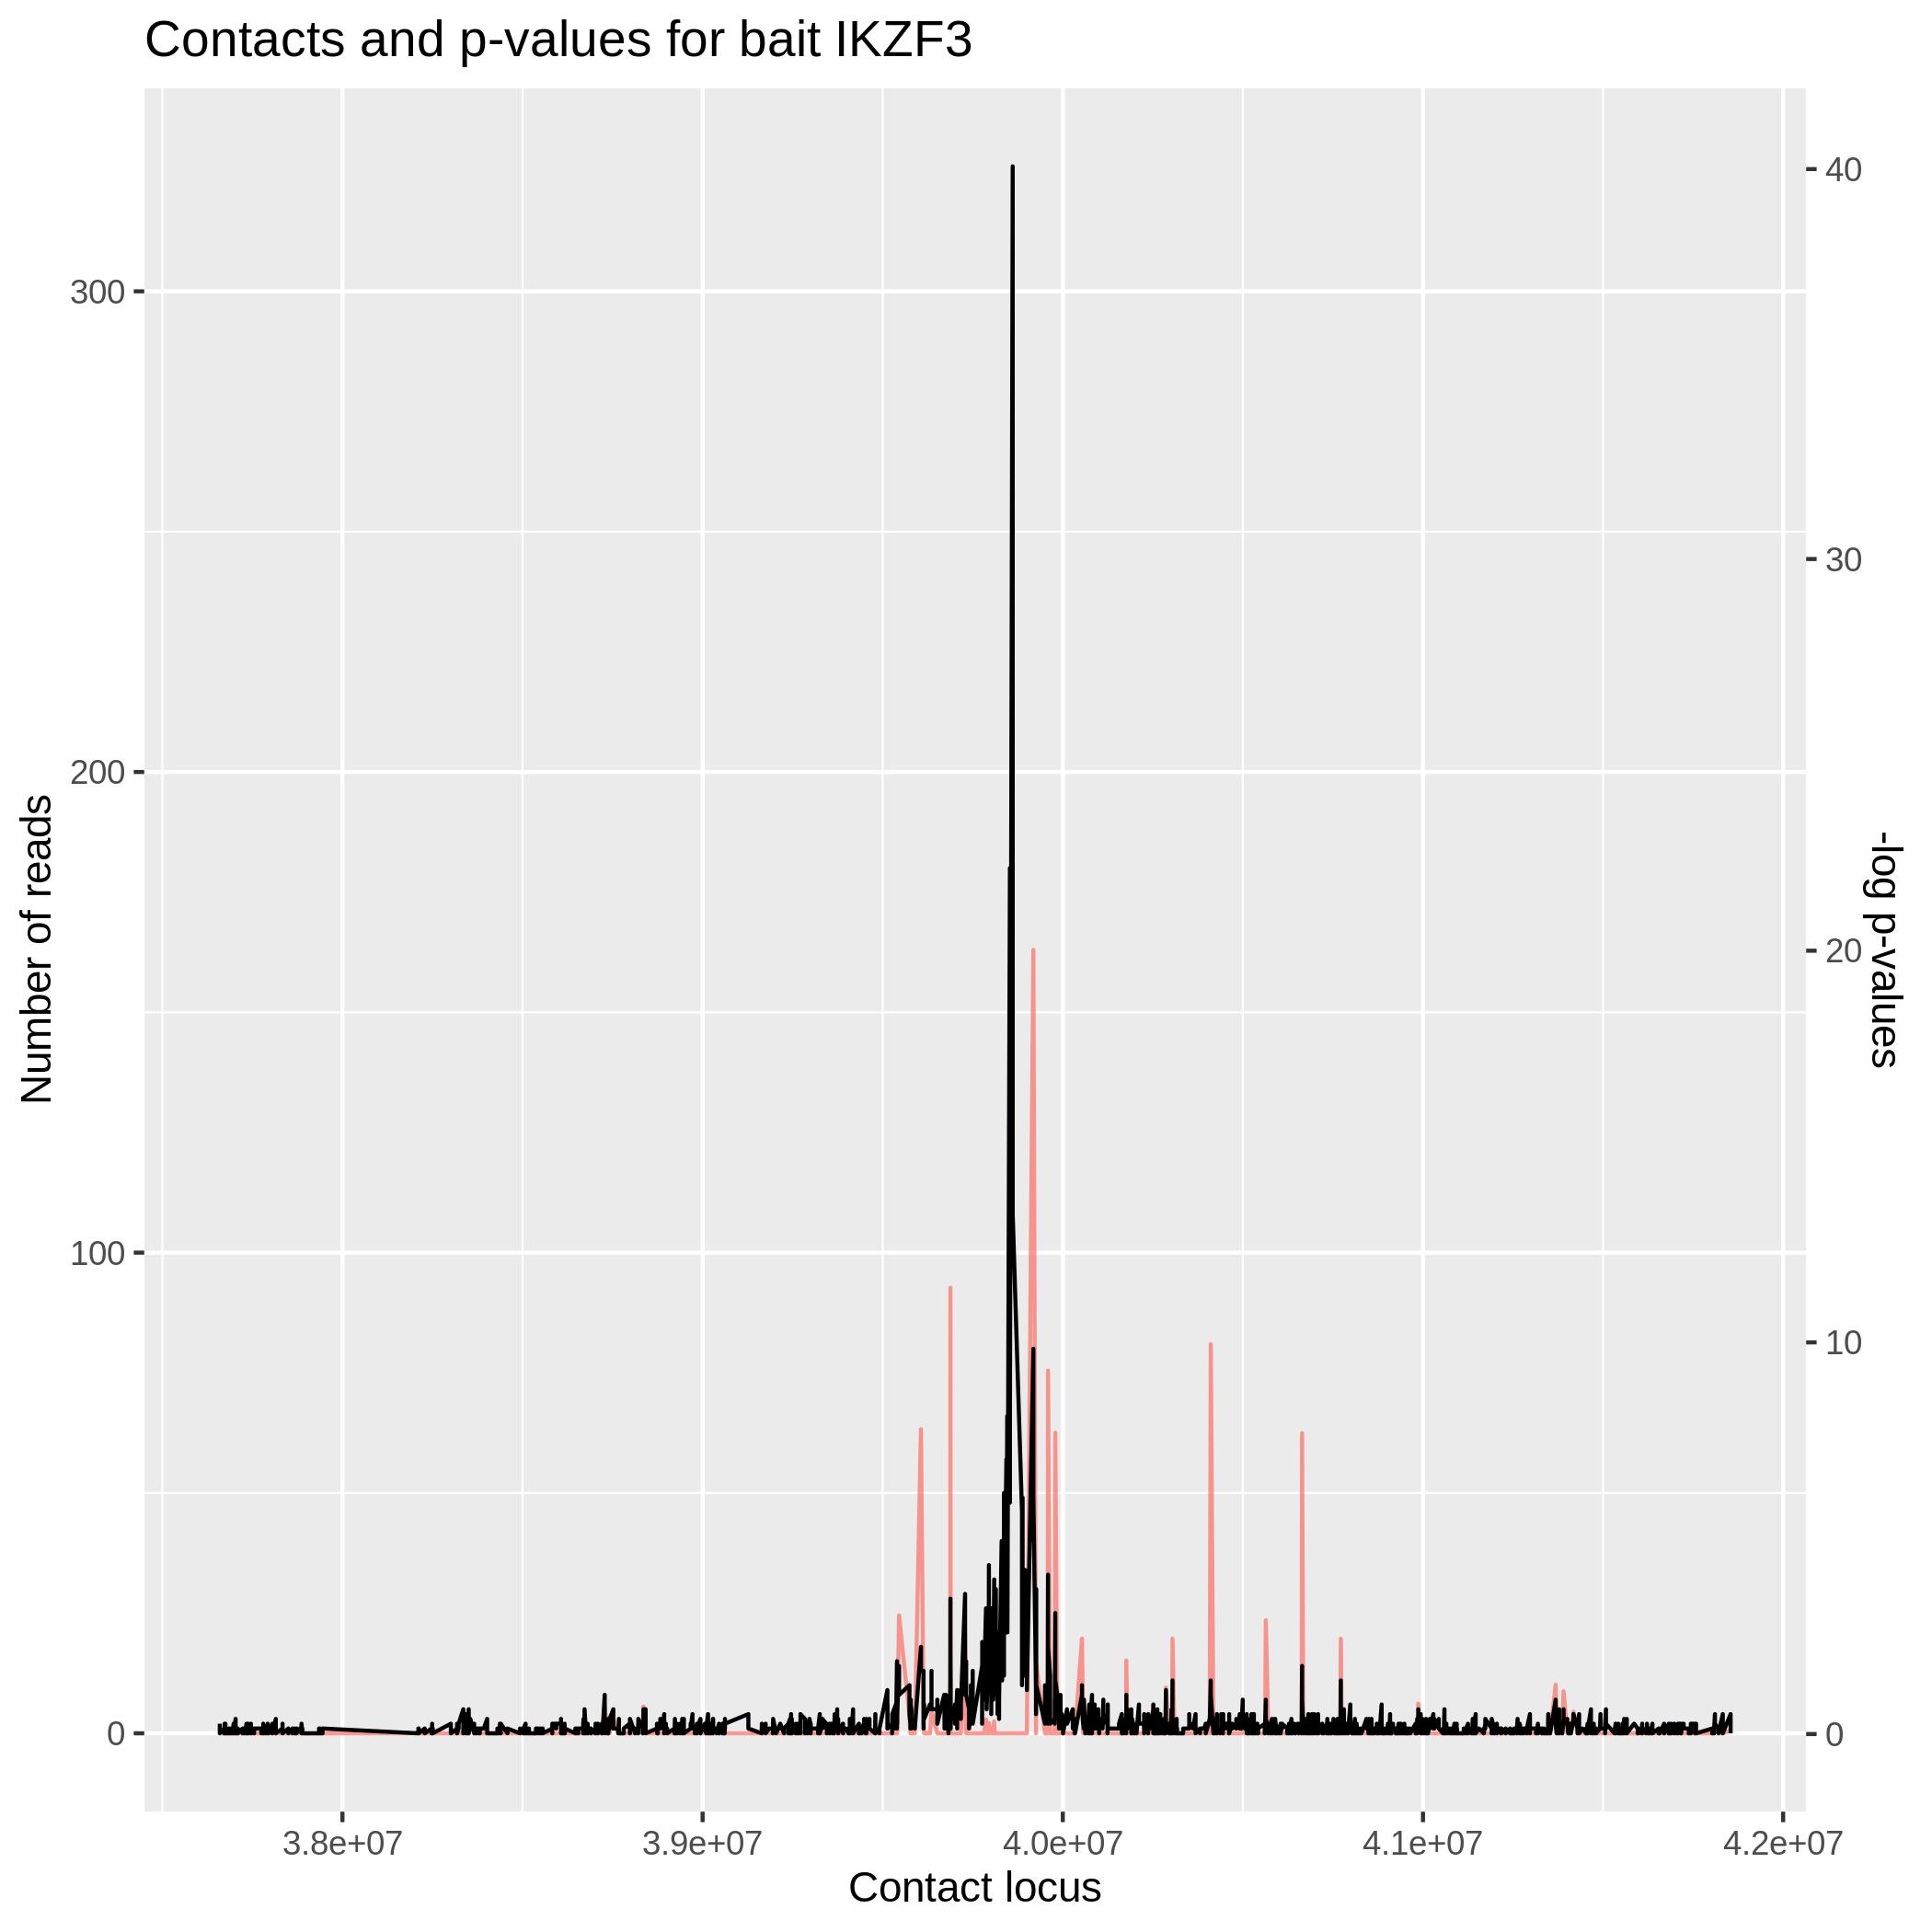 Contacts and p-values for bait IKZF3
300
200
100
0
Number of reads
40
30
20
10
0
-log p-values
3.8e+07
3.9e+07
4.0e+07
4.1e+07
4.2e+07
Contact locus